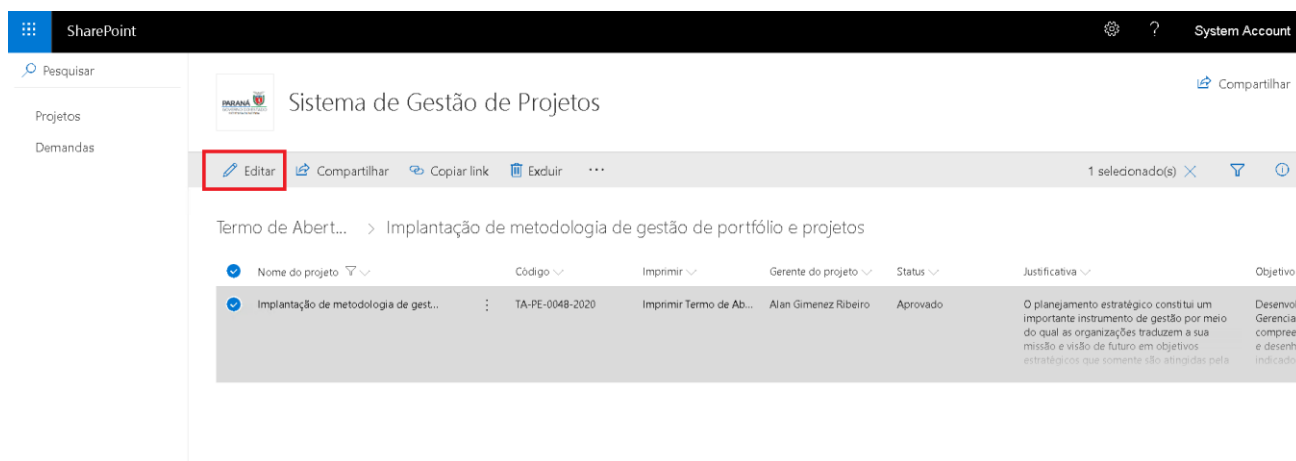 SharePoint
? System Account
Pesquisar
Compartilhar
PARANÁ
Sistema de Gestão de Projetos
Projetos
Demandas
Editar Compartilhar Copiar link Excluir ... 1 selecionado(s)
Termo de Abert... > Implantação de metodologia de gestão de portfólio e projetos
Nome do projeto Código Imprimir Gerente do projeto Status Justificativa Objetivo
Implantação de metodologia de gest... TA-PE-0048-2020 Imprimir Termo de Ab... Alan Gimenez Ribeiro Aprovado O planejamento estratégico constitui um Desenvol
importante instrumento de gestão por meio Gerencia
do qual as organizações traduzem a sua compree
missão e visão de futuro em objetivos e desenh
estratégicos que somente são atingidas pela indicado